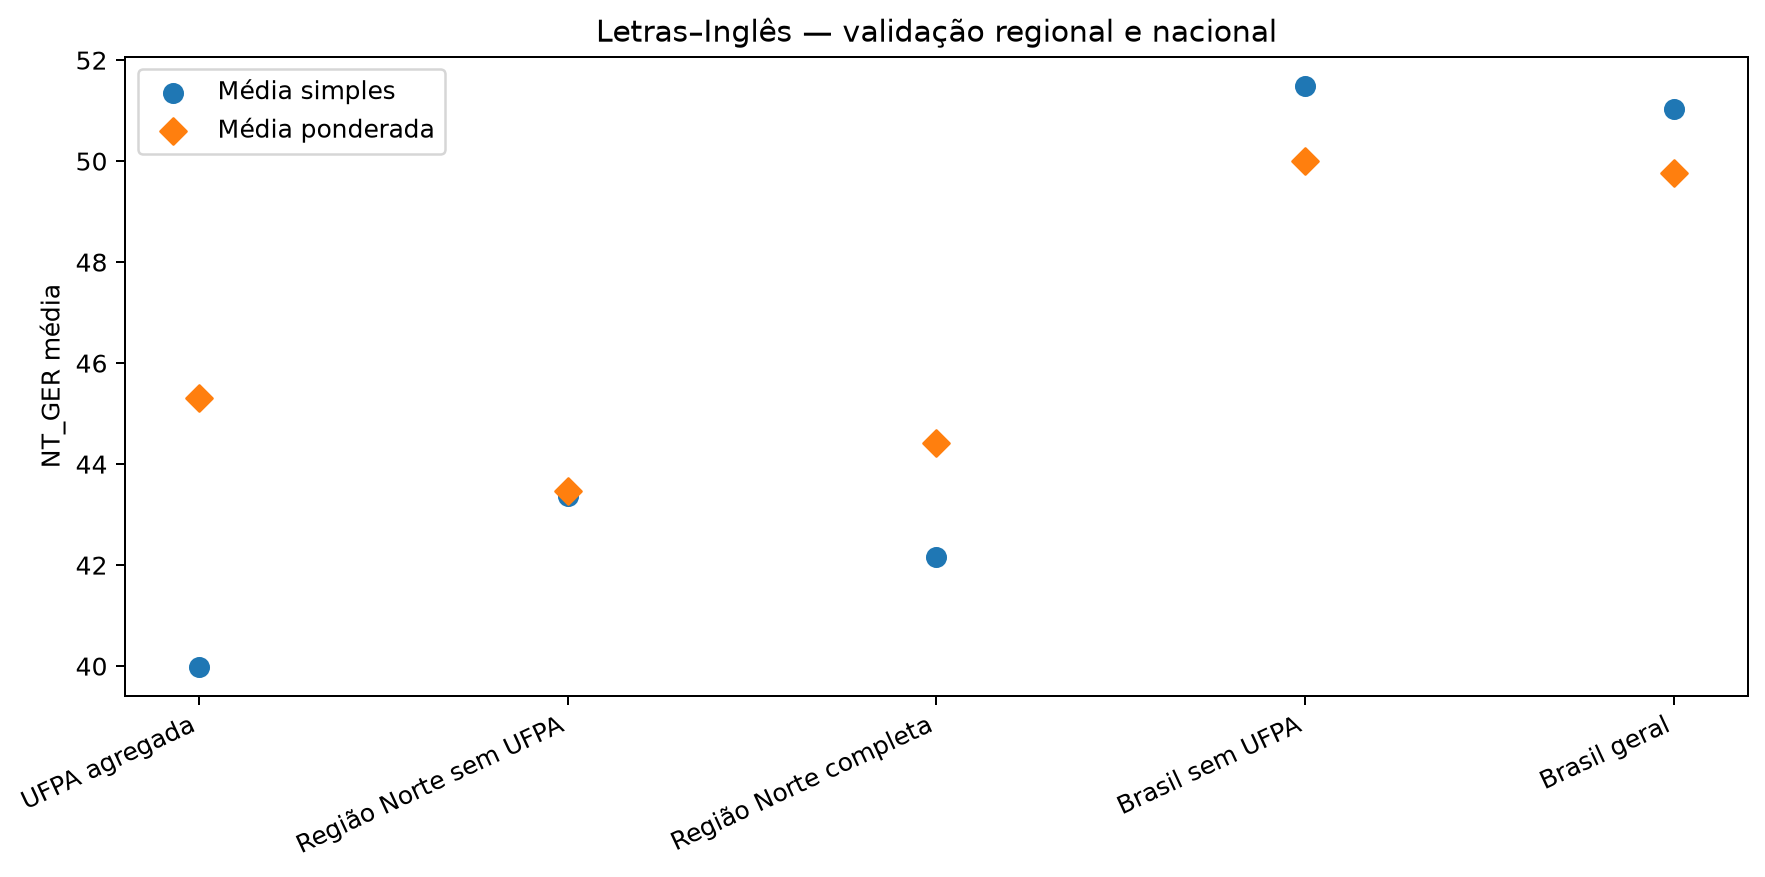 Letras–Inglês — validação regional e nacional
Média simples
Média ponderada
NT_GER média
52
50
48
46
44
42
40
UFPA agregada
Região Norte sem UFPA
Região Norte completa
Brasil sem UFPA
Brasil geral